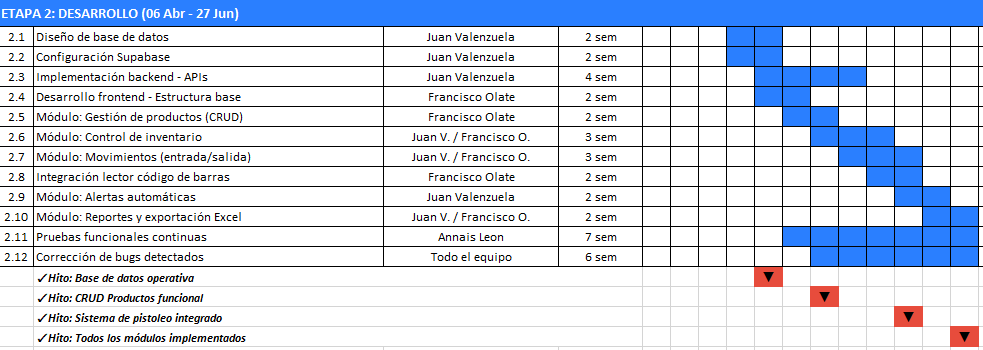 ETAPA 2: DESARROLLO (06 Abr - 27 Jun)
2.1 Diseño de base de datos Juan Valenzuela 2 sem
2.2 Configuración Supabase Juan Valenzuela 2 sem
2.3 Implementación backend - APIs Juan Valenzuela 4 sem
2.4 Desarrollo frontend - Estructura base Francisco Olate 2 sem
2.5 Módulo: Gestión de productos (CRUD) Francisco Olate 2 sem
2.6 Módulo: Control de inventario Juan V. / Francisco O. 3 sem
2.7 Módulo: Movimientos (entrada/salida) Juan V. / Francisco O. 3 sem
2.8 Integración lector código de barras Francisco Olate 2 sem
2.9 Módulo: Alertas automáticas Juan Valenzuela 2 sem
2.10 Módulo: Reportes y exportación Excel Juan V. / Francisco O. 2 sem
2.11 Pruebas funcionales continuas Annais Leon 7 sem
2.12 Corrección de bugs detectados Todo el equipo 6 sem
✓Hito: Base de datos operativa ▼
✓Hito: CRUD Productos funcional ▼
✓Hito: Sistema de pistoleo integrado ▼
✓Hito: Todos los módulos implementados ▼